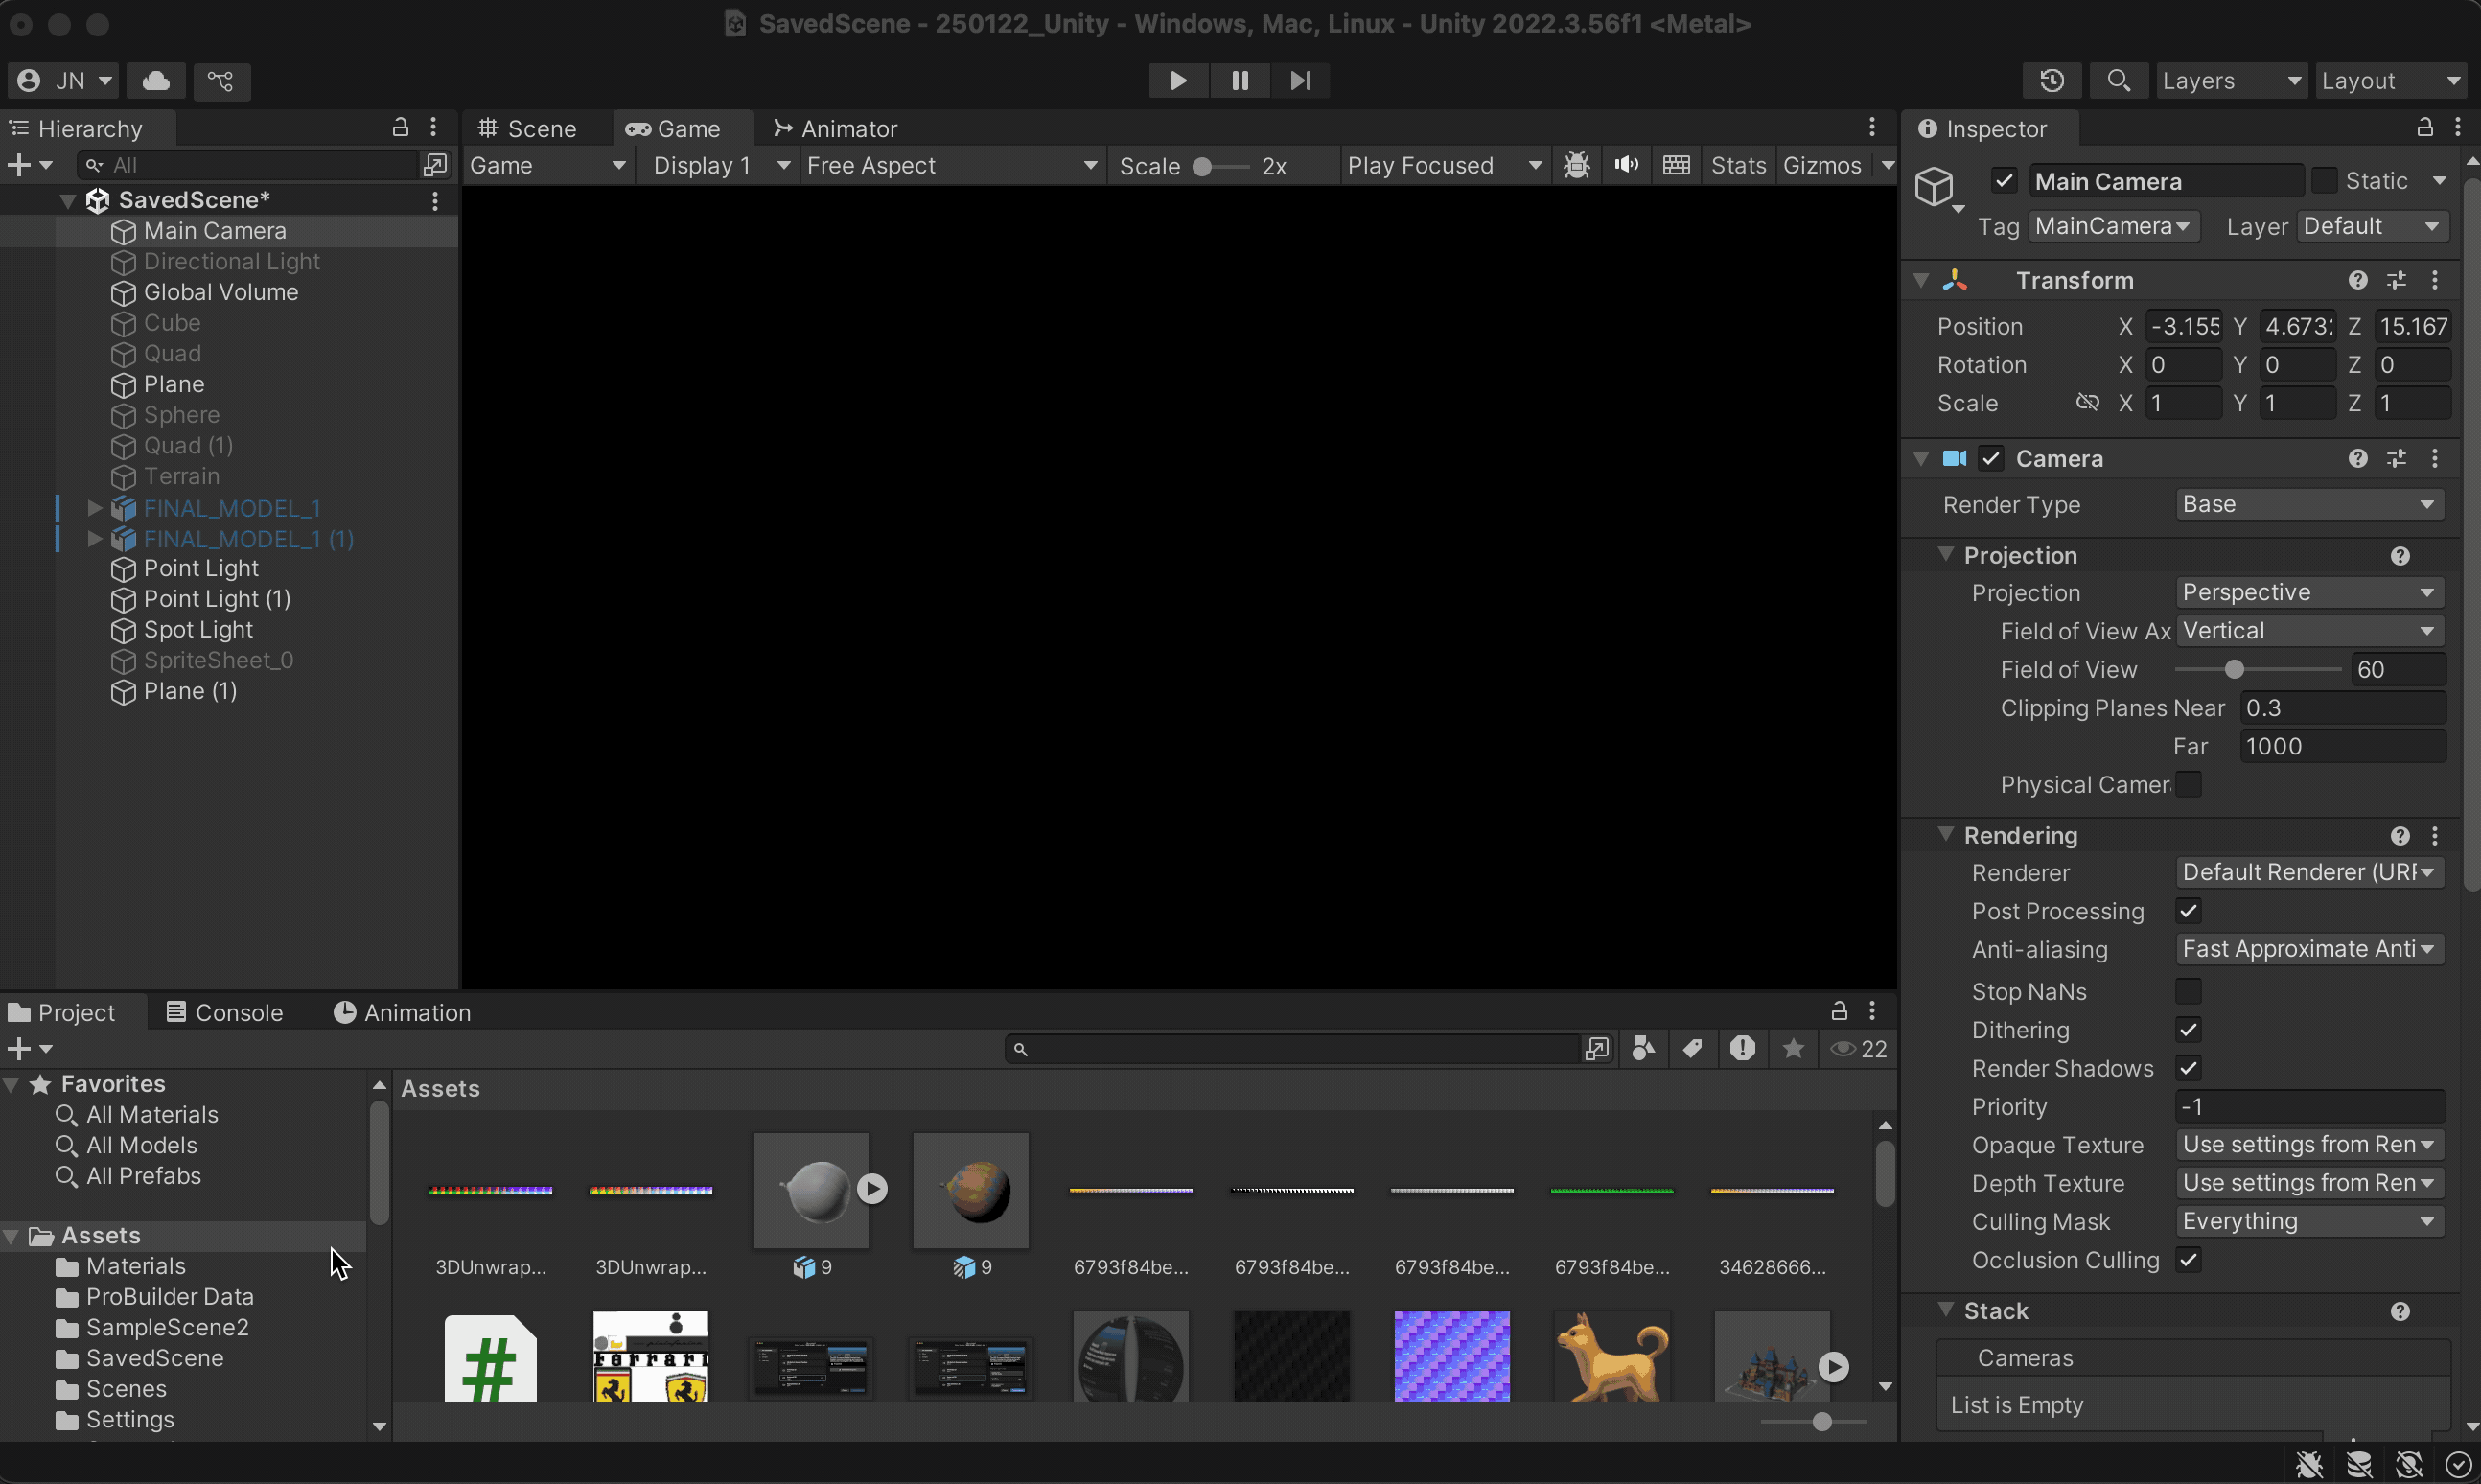 SavedScene - 250122_Unity - Windows, Mac, Linux - Unity 2022.3.56f1 <Metal>
JN
Layers
Layout
Hierarchy
All
SavedScene*
Main Camera
Directional Light
Global Volume
Cube
Quad
Plane
Sphere
Quad (1)
Terrain
FINAL_MODEL_1
FINAL_MODEL_1 (1)
Point Light
Point Light (1)
Spot Light
SpriteSheet_0
Plane (1)
Scene Game Animator
Game Display 1 Free Aspect Scale 2x Play Focused Stats Gizmos
Inspector
Main Camera Static
Tag MainCamera Layer Default
Transform
Position X -3.155 Y 4.673 Z 15.167
Rotation X 0 Y 0 Z 0
Scale X 1 Y 1 Z 1
Camera
Render Type Base
Projection
Projection Perspective
Field of View Ax Vertical
Field of View 60
Clipping Planes Near 0.3
Far 1000
Physical Camer
Rendering
Renderer Default Renderer (URF
Post Processing
Anti-aliasing Fast Approximate Anti
Stop NaNs
Dithering
Render Shadows
Priority -1
Opaque Texture Use settings from Ren
Depth Texture Use settings from Ren
Culling Mask Everything
Occlusion Culling
Stack
Cameras
List is Empty
Project Console Animation
22
Favorites
All Materials
All Models
All Prefabs
Assets
Materials
ProBuilder Data
SampleScene2
SavedScene
Scenes
Settings
Assets
3DUnwrap... 3DUnwrap... 9 9 6793f84be... 6793f84be... 6793f84be... 6793f84be... 34628666...
#
Ferrari